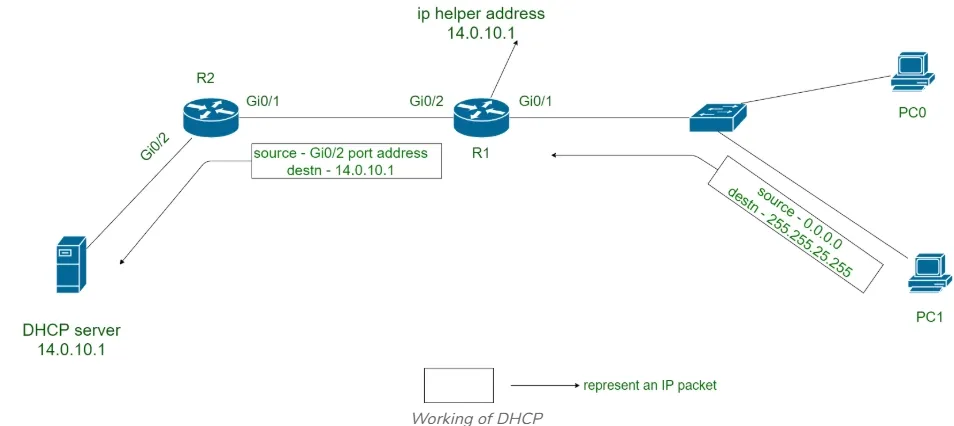 ip helper address
14.0.10.1
R2
Gi0/1
Gi0/2
Gi0/1
R1
PC0
Gi0/2
source - Gi0/2 port address
destn - 14.0.10.1
source - 0.0.0.0
destn - 255.255.25.255
PC1
DHCP server
14.0.10.1
represent an IP packet
Working of DHCP